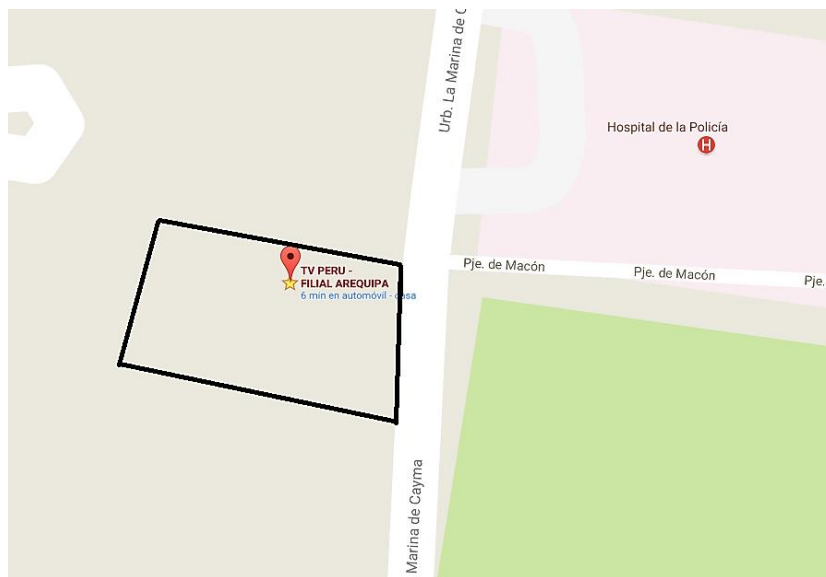 Urb. La Marina de C
Hospital de la Policía
H
Pje. de Macón
Pje. de Macón
Pje.
TV PERU -
FILIAL AREQUIPA
6 min en automóvil - casa
Marina de Cayma